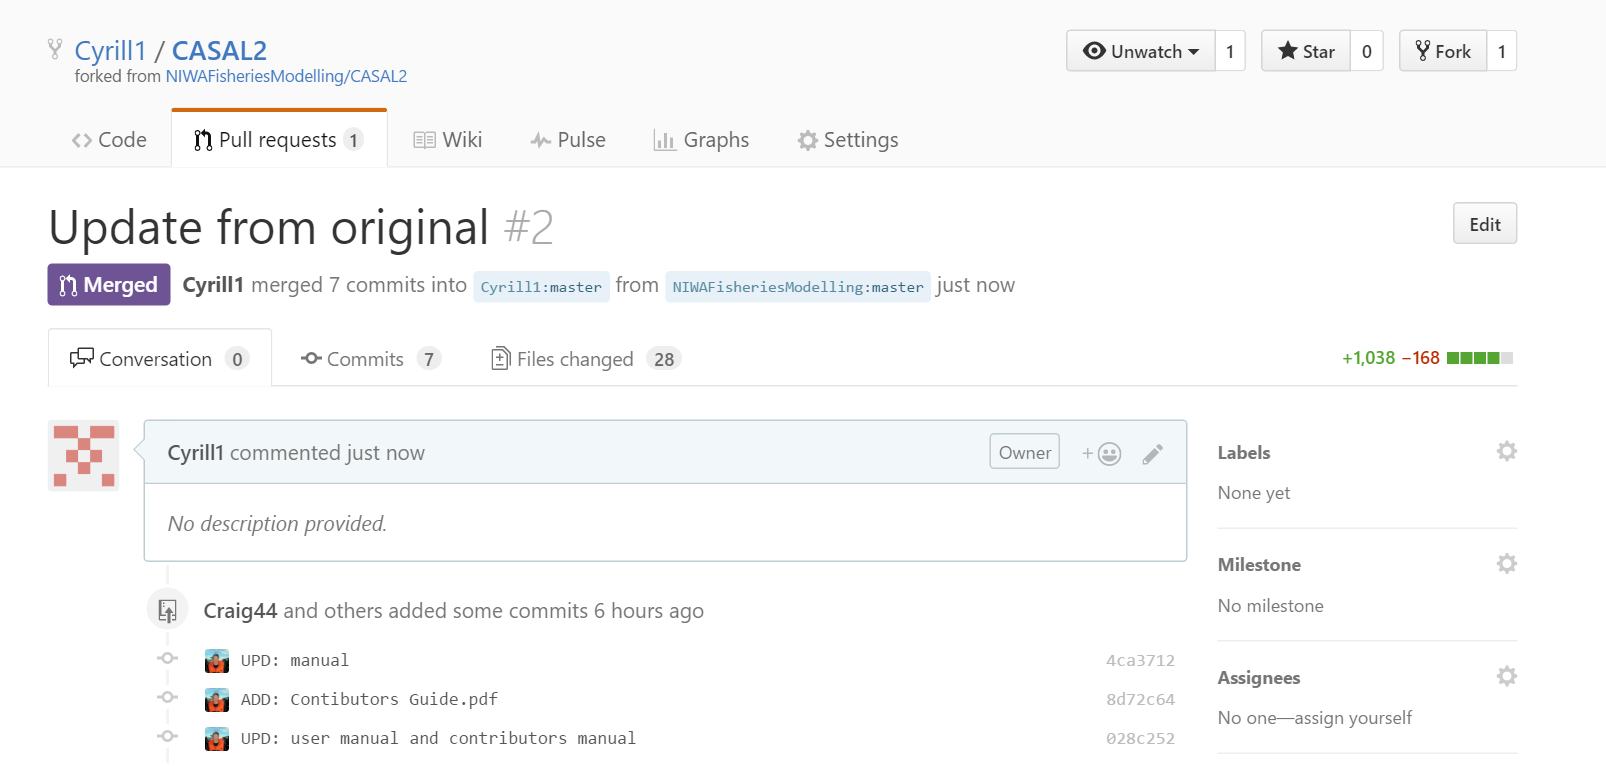 Cyrill1 / CASAL2
forked from NIWAFisheriesModelling/CASAL2
Unwatch 1 Star 0 Fork 1
Code Pull requests 1 Wiki Pulse Graphs Settings
Update from original #2
Edit
Merged Cyrill1 merged 7 commits into Cyrill1:master from NIWAFisheriesModelling:master just now
Conversation 0 Commits 7 Files changed 28 +1,038 −168
Cyrill1 commented just now Owner +
No description provided.
Craig44 and others added some commits 6 hours ago
UPD: manual 4ca3712
ADD: Contibutors Guide.pdf 8d72c64
UPD: user manual and contributors manual 028c252
Labels
None yet
Milestone
No milestone
Assignees
No one—assign yourself